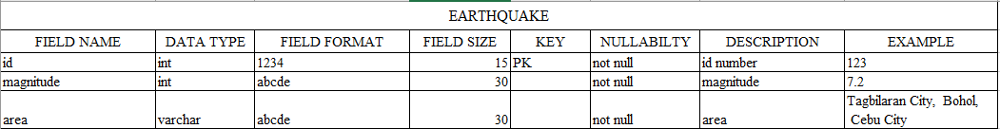 EARTHQUAKE
FIELD NAME DATA TYPE FIELD FORMAT FIELD SIZE KEY NULLABILTY DESCRIPTION EXAMPLE
id int 1234 15 PK not null id number 123
magnitude int abcde 30 not null magnitude 7.2
area varchar abcde 30 not null area Tagbilaran City, Bohol,
Cebu City